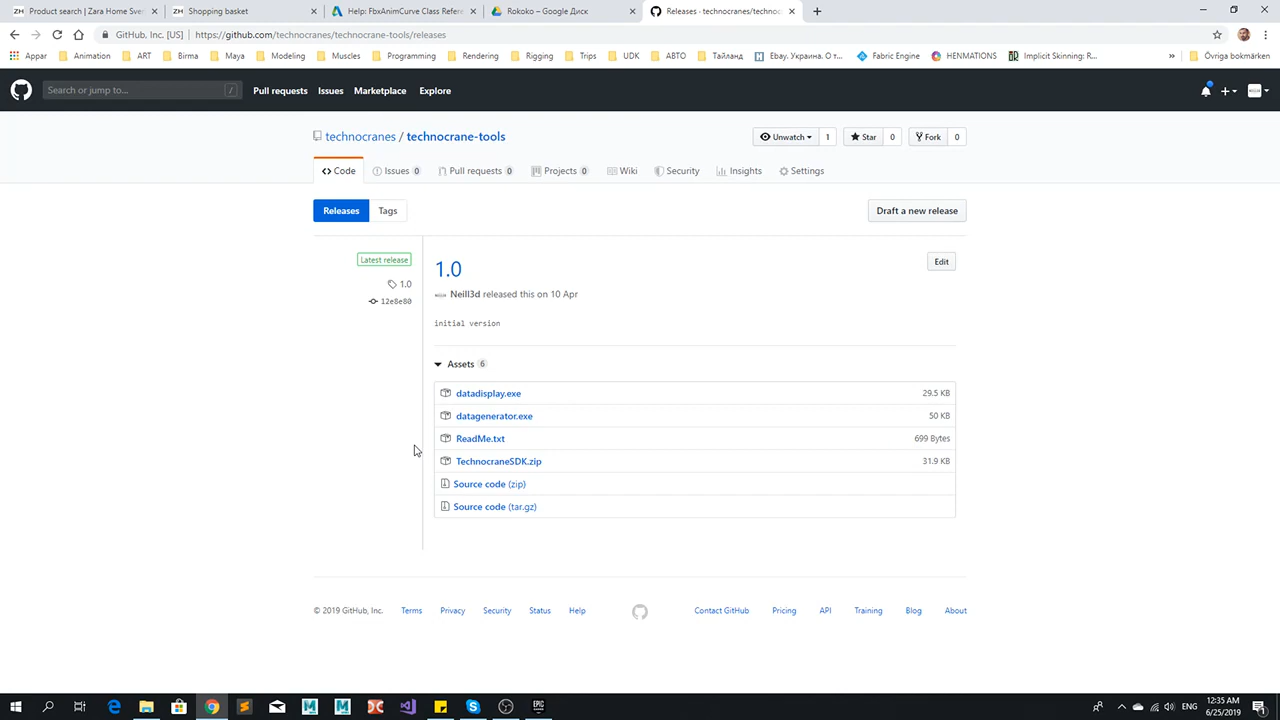 Product search | Zara Home Sver
Shopping basket
Help: FbxAnimCurve Class Refere
Rokoko – Google Диск
Releases · technocranes/technoc
GitHub, Inc. [US] | https://github.com/technocranes/technocrane-tools/releases
Appar Animation ART Birma Maya Modeling Muscles Programming Rendering Rigging Trips UDK АВТО Тайланд Ebay. Украина. О т... Fabric Engine HENMATIONS Implicit Skinning: R... » Övriga bokmärken
Search or jump to... / Pull requests Issues Marketplace Explore
technocranes / technocrane-tools Unwatch 1 Star 0 Fork 0
Code Issues 0 Pull requests 0 Projects 0 Wiki Security Insights Settings
Releases Tags Draft a new release
Latest release
1.0
12e8e80
1.0 Edit
Neill3d released this on 10 Apr
initial version
Assets 6
datadisplay.exe 29.5 KB
datagenerator.exe 50 KB
ReadMe.txt 699 Bytes
TechnocraneSDK.zip 31.9 KB
Source code (zip)
Source code (tar.gz)
© 2019 GitHub, Inc. Terms Privacy Security Status Help Contact GitHub Pricing API Training Blog About
ENG
12:35 AM
6/25/2019